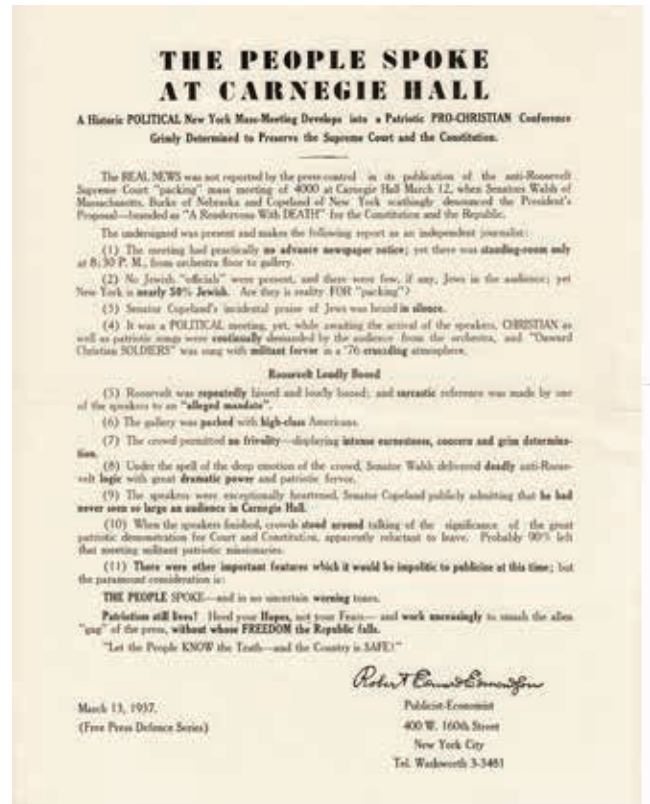 THE PEOPLE SPOKE
AT CARNEGIE HALL
A Historic POLITICAL New York Mass-Meeting Develops into a Patriotic PRO-CHRISTIAN Conference
Grimly Determined to Preserve the Supreme Court and the Constitution.
The REAL NEWS was not reported by the press-control in its publication of the anti-Roosevelt
Supreme Court "packing" mass meeting of 4000 at Carnegie Hall March 12, when Senators Walsh of
Massachusetts, Burke of Nebraska and Copeland of New York scathingly denounced the President's
Proposal—branded as "A Rendezvous With DEATH" for the Constitution and the Republic.
The undersigned was present and makes the following report as an independent journalist:
(1) The meeting had practically no advance newspaper notice; yet there was standing-room only
at 8:30 P. M., from orchestra floor to gallery.
(2) No Jewish "officials" were present, and there were few, if any, Jews in the audience; yet
New York is nearly 50% Jewish. Are they is reality FOR "packing"?
(3) Senator Copeland's incidental praise of Jews was heard in silence.
(4) It was a POLITICAL meeting, yet, while awaiting the arrival of the speakers, CHRISTIAN as
well as patriotic songs were continually demanded by the audience from the orchestra, and "Onward
Christian SOLDIERS" was sung with militant fervor in a '76 crusading atmosphere.
Roosevelt Loudly Booed
(5) Roosevelt was repeatedly hissed and loudly booed; and sarcastic reference was made by one
of the speakers to an "alleged mandate".
(6) The gallery was packed with high-class Americans.
(7) The crowd permitted no frivolity—displaying intense earnestness, concern and grim determina-
tion.
(8) Under the spell of the deep emotion of the crowd, Senator Walsh delivered deadly anti-Roose-
velt logic with great dramatic power and patriotic fervor.
(9) The speakers were exceptionally heartened, Senator Copeland publicly admitting that he had
never seen so large an audience in Carnegie Hall.
(10) When the speakers finished, crowds stood around talking of the significance of the great
patriotic demonstration for Court and Constitution, apparently reluctant to leave. Probably 90% left
that meeting militant patriotic missionaries.
(11) There were other important features which it would be impolitic to publicize at this time; but
the paramount consideration is:
THE PEOPLE SPOKE—and in no uncertain warning tones.
Patriotism still lives! Heed your Hopes, not your Fears— and work unceasingly to smash the alien
"gag" of the press, without whose FREEDOM the Republic falls.
"Let the People KNOW the Truth—and the Country is SAFE!"
Robert Edward Edmondson
March 13, 1937.
(Free Press Defence Series)
Publicist-Economist
400 W. 160th Street
New York City
Tel. Wadsworth 3-3481